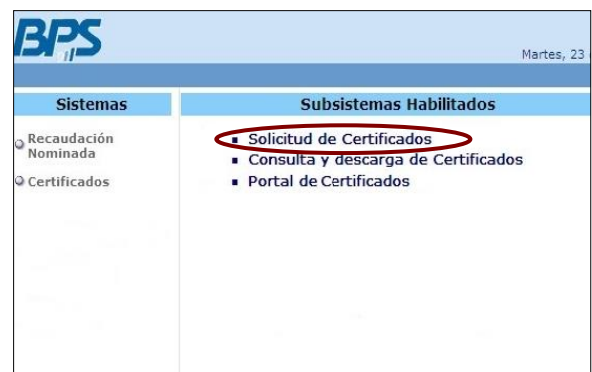 BPS
Martes, 23
Sistemas
Subsistemas Habilitados
Recaudación
Nominada
Certificados
Solicitud de Certificados
Consulta y descarga de Certificados
Portal de Certificados